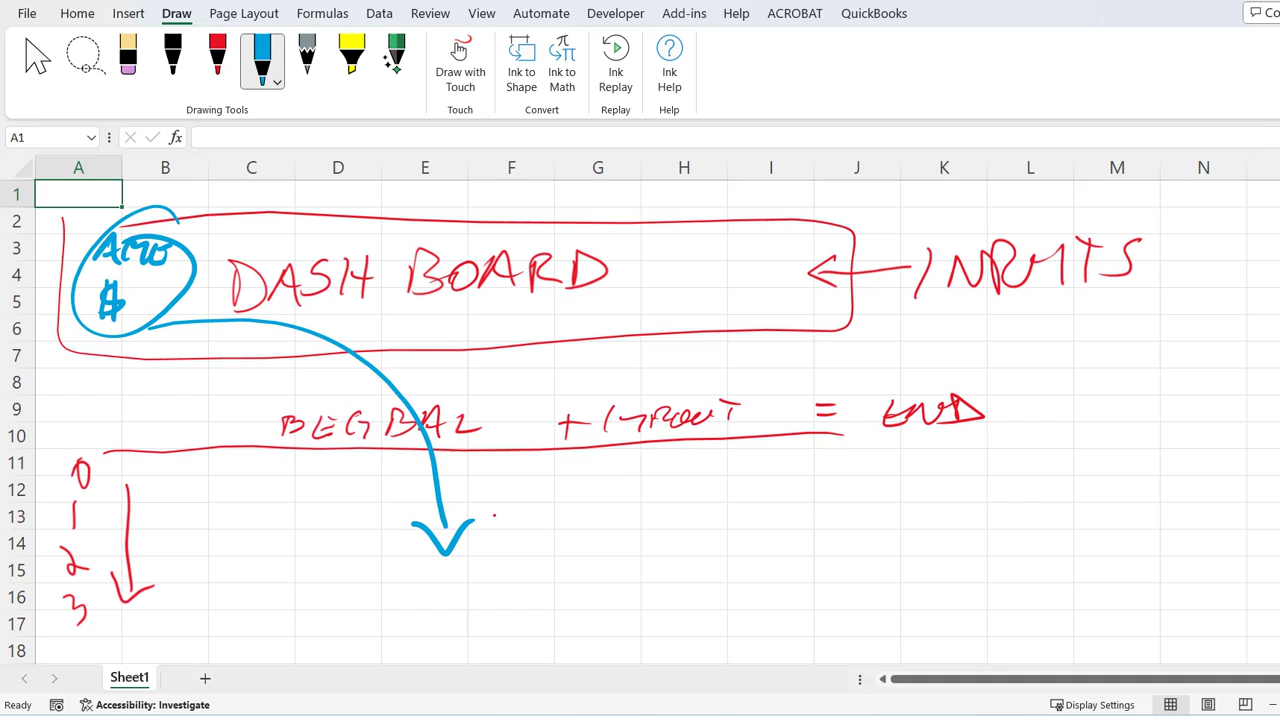 File Home Insert Draw Page Layout Formulas Data Review View Automate Developer Add-ins Help ACROBAT QuickBooks Co
Draw with Touch
Ink to Shape
Ink to Math
Ink Replay
Ink Help
Drawing Tools Touch Convert Replay Help
A1 fx
A B C D E F G H I J K L M N
1
2
3
4
5
6
7
8
9
10
11
12
13
14
15
16
17
18
$ DASH BOARD
BEG BAL + = END
0
1
2
3
Sheet1 +
Ready Accessibility: Investigate Display Settings